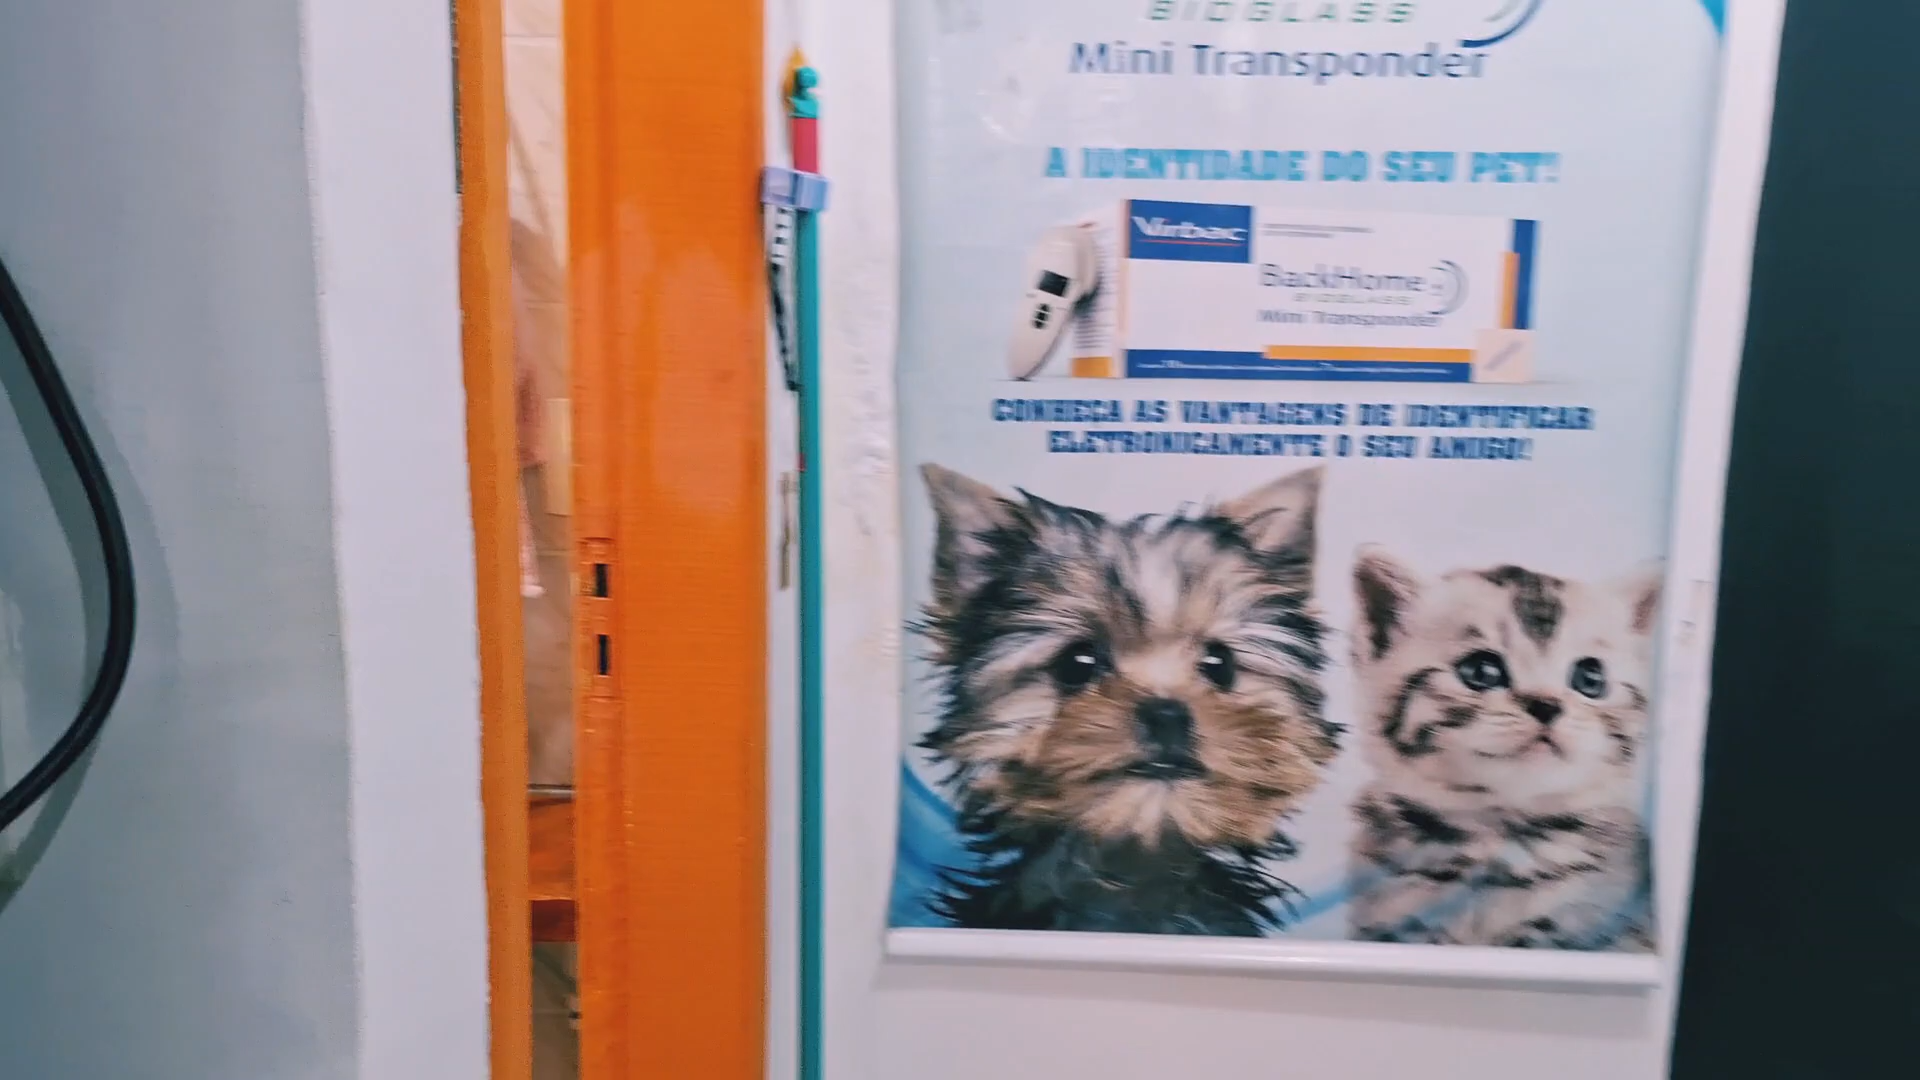 BIOGLASS
Mini Transponder
A IDENTIDADE DO SEU PET!
Virbac
BackHome
BIOGLASS
Mini Transponder
CONHEÇA AS VANTAGENS DE IDENTIFICAR
ELETRONICAMENTE O SEU AMIGO!